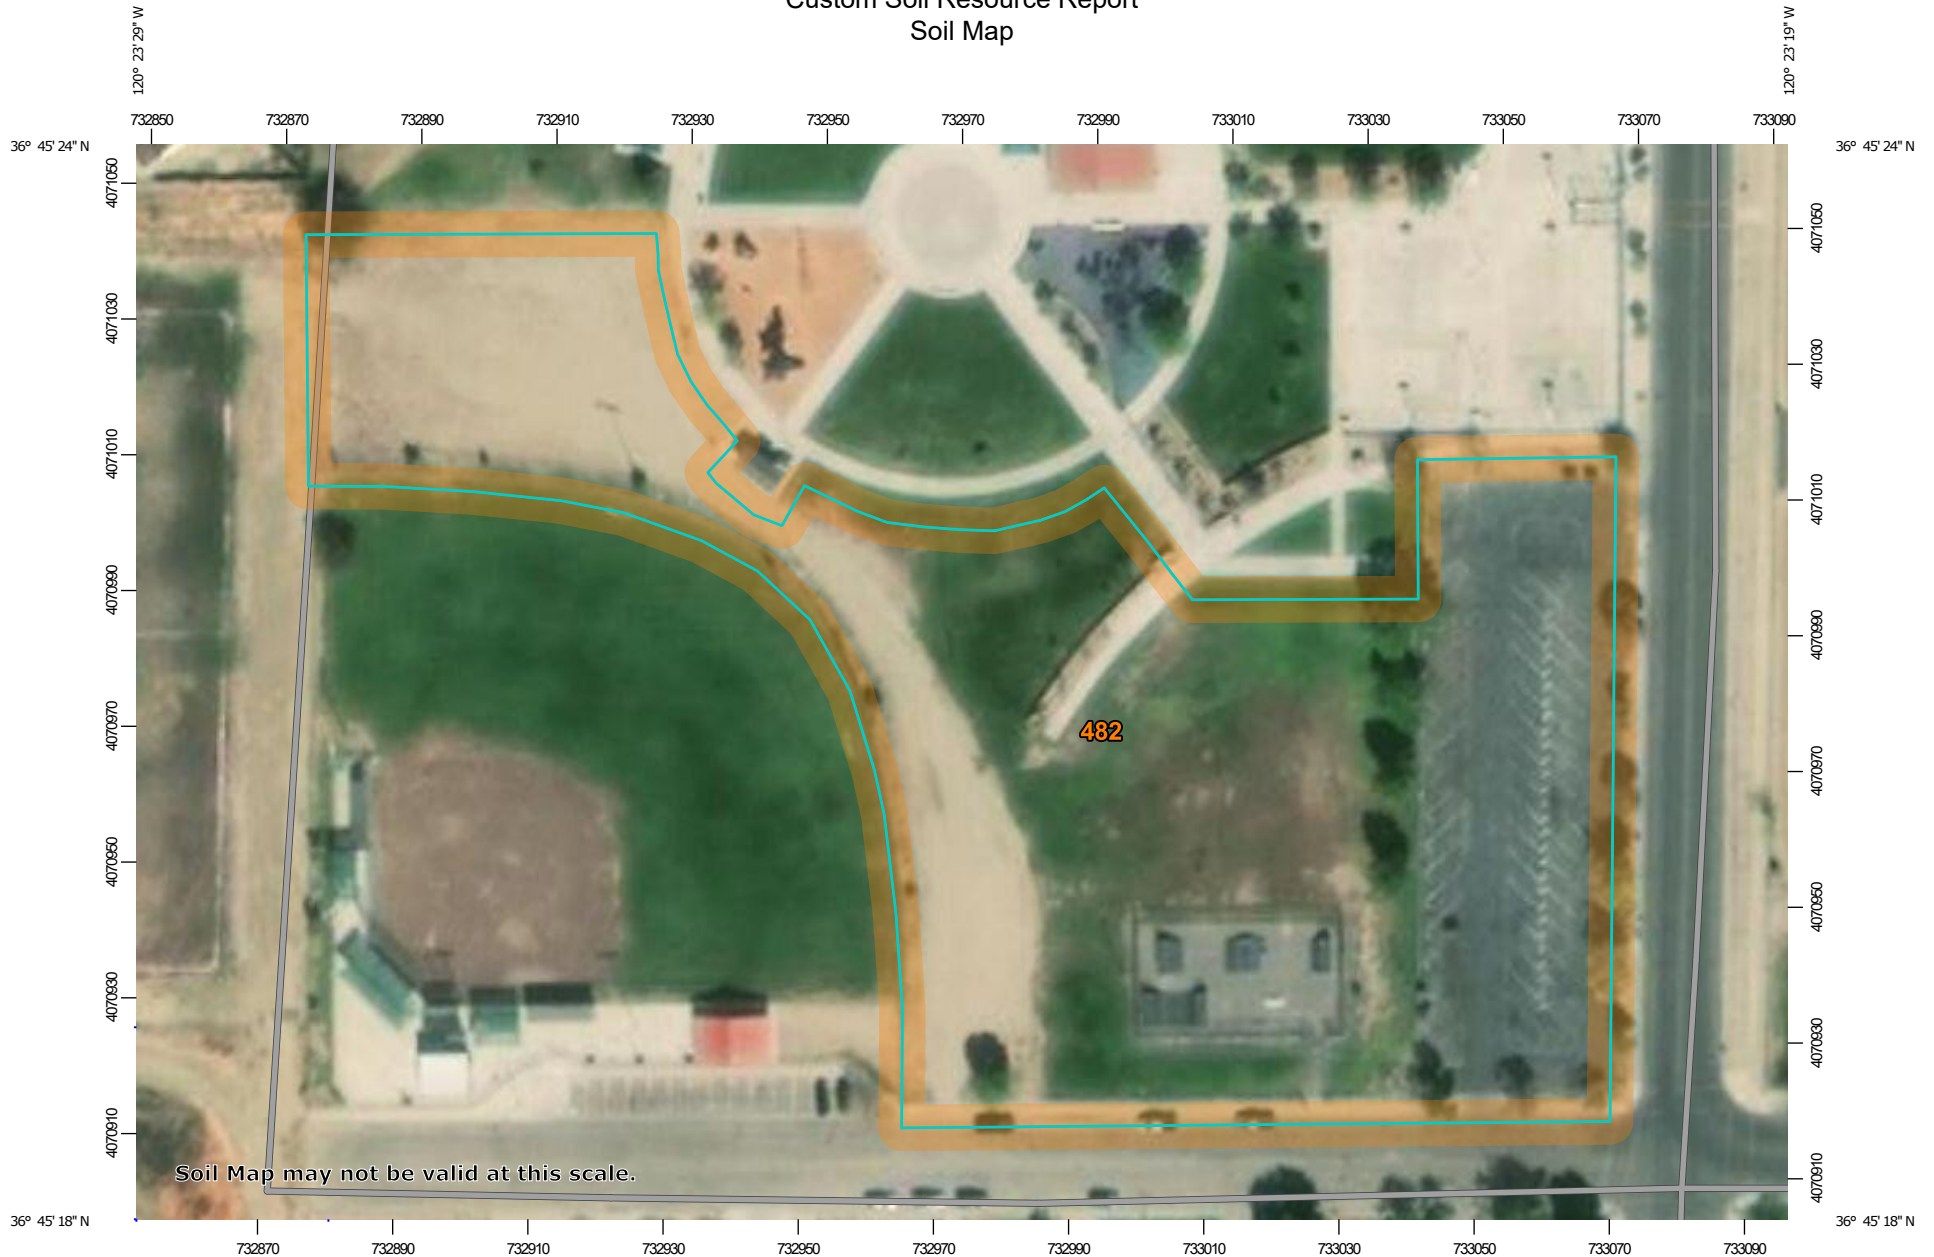 Custom Soil Resource Report
Soil Map
120° 23' 29" W
120° 23' 19" W
732850 732870 732890 732910 732930 732950 732970 732990 733010 733030 733050 733070 733090
36° 45' 24" N
36° 45' 24" N
4071050
4071030
4071010
4070990
4070970
4070950
4070930
4070910
4071050
4071030
4071010
4070990
4070970
4070950
4070930
4070910
482
Soil Map may not be valid at this scale.
36° 45' 18" N
36° 45' 18" N
732870 732890 732910 732930 732950 732970 732990 733010 733030 733050 733070 733090